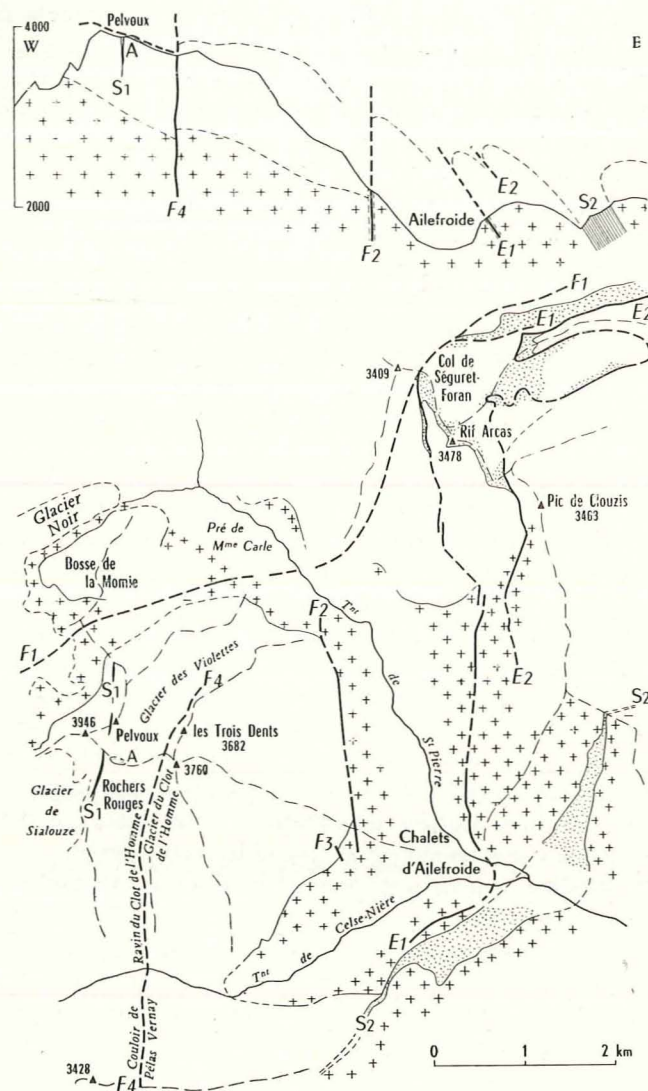 4000
Pelvoux
W
E
A
S1
E2
2000
Ailefroide
S2
F4
F2
E1
F1
E1
E2
3409
Col de
Séguret-
Foran
Rif Arcas
3478
Glacier
Noir
Pic de Clouzis
3463
Pré de
Mme Carle
Bosse de
la Momie
Tnt
F2
F1
Glacier des Violettes
F4
E2
S1
de
S2
3946
Pelvoux
les Trois Dents
3682
St Pierre
A
3760
Glacier
de
Sialouze
Rochers
Rouges
S1
Ravin du Clot de l'Homme
Glacier du Clot
de l'Homme
F3
Chalets
d'Ailefroide
Tnt de Celse-Nière
E1
Couloir de
Pélas Vernay
S2
3428
F4
0 1 2 km